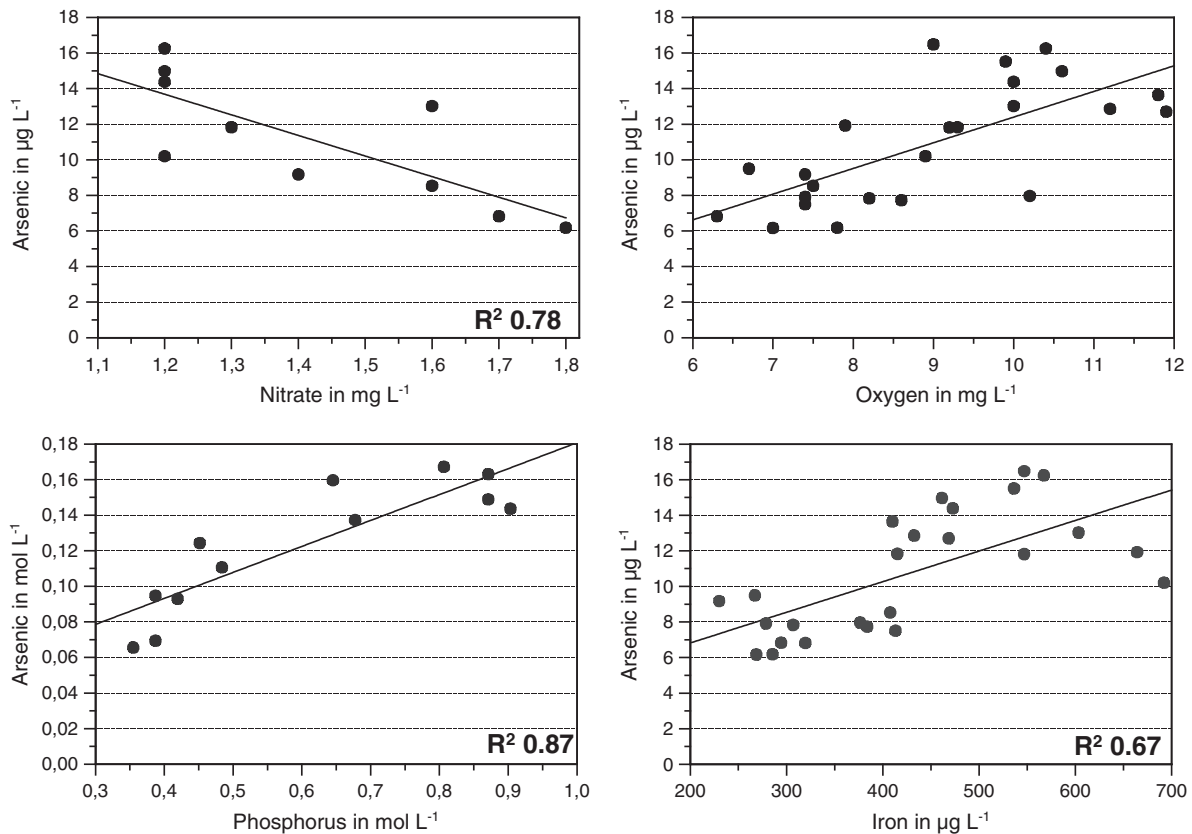 Arsenic in µg L-1
18
16
14
12
10
8
6
4
2
0
1,1 1,2 1,3 1,4 1,5 1,6 1,7 1,8
Nitrate in mg L-1
R2 0.78
Arsenic in µg L-1
18
16
14
12
10
8
6
4
2
0
6 7 8 9 10 11 12
Oxygen in mg L-1
Arsenic in mol L-1
0,18
0,16
0,14
0,12
0,10
0,08
0,06
0,04
0,02
0,00
0,3 0,4 0,5 0,6 0,7 0,8 0,9 1,0
Phosphorus in mol L-1
R2 0.87
Arsenic in µg L-1
18
16
14
12
10
8
6
4
2
0
200 300 400 500 600 700
Iron in µg L-1
R2 0.67